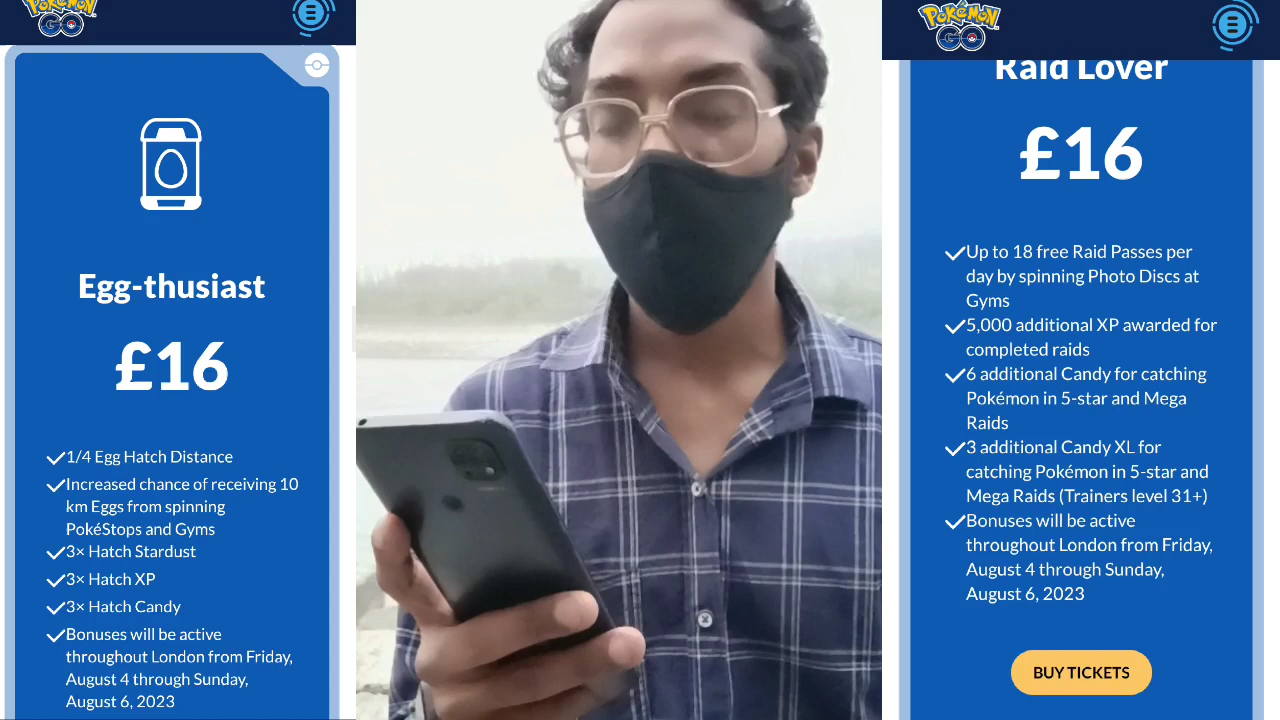 POKÉMON
GO
Egg-thusiast
£16
1/4 Egg Hatch Distance
Increased chance of receiving 10
km Eggs from spinning
PokéStops and Gyms
3× Hatch Stardust
3× Hatch XP
3× Hatch Candy
Bonuses will be active
throughout London from Friday,
August 4 through Sunday,
August 6, 2023
POKÉMON
GO
Raid Lover
£16
Up to 18 free Raid Passes per
day by spinning Photo Discs at
Gyms
5,000 additional XP awarded for
completed raids
6 additional Candy for catching
Pokémon in 5-star and Mega
Raids
3 additional Candy XL for
catching Pokémon in 5-star and
Mega Raids (Trainers level 31+)
Bonuses will be active
throughout London from Friday,
August 4 through Sunday,
August 6, 2023
BUY TICKETS